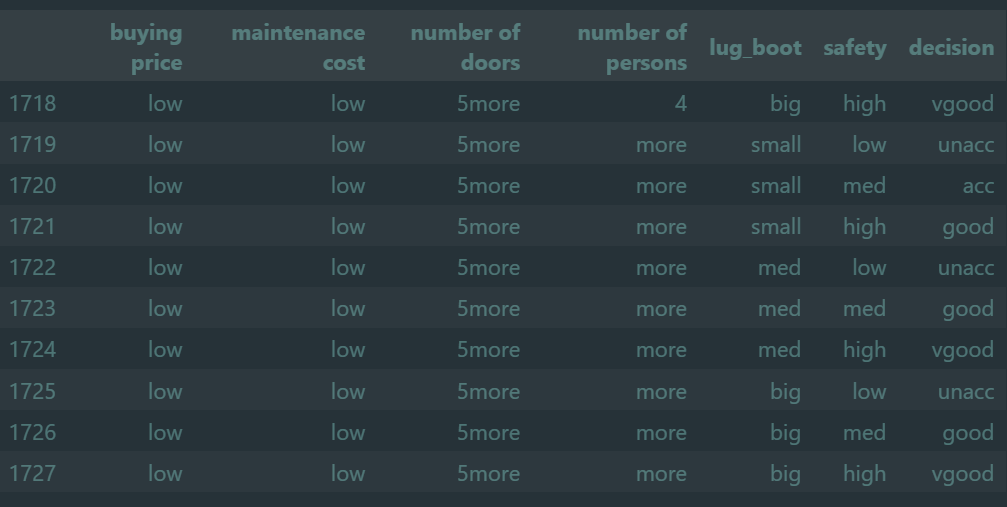 buying price maintenance cost number of doors number of persons lug_boot safety decision
1718 low low 5more 4 big high vgood
1719 low low 5more more small low unacc
1720 low low 5more more small med acc
1721 low low 5more more small high good
1722 low low 5more more med low unacc
1723 low low 5more more med med good
1724 low low 5more more med high vgood
1725 low low 5more more big low unacc
1726 low low 5more more big med good
1727 low low 5more more big high vgood